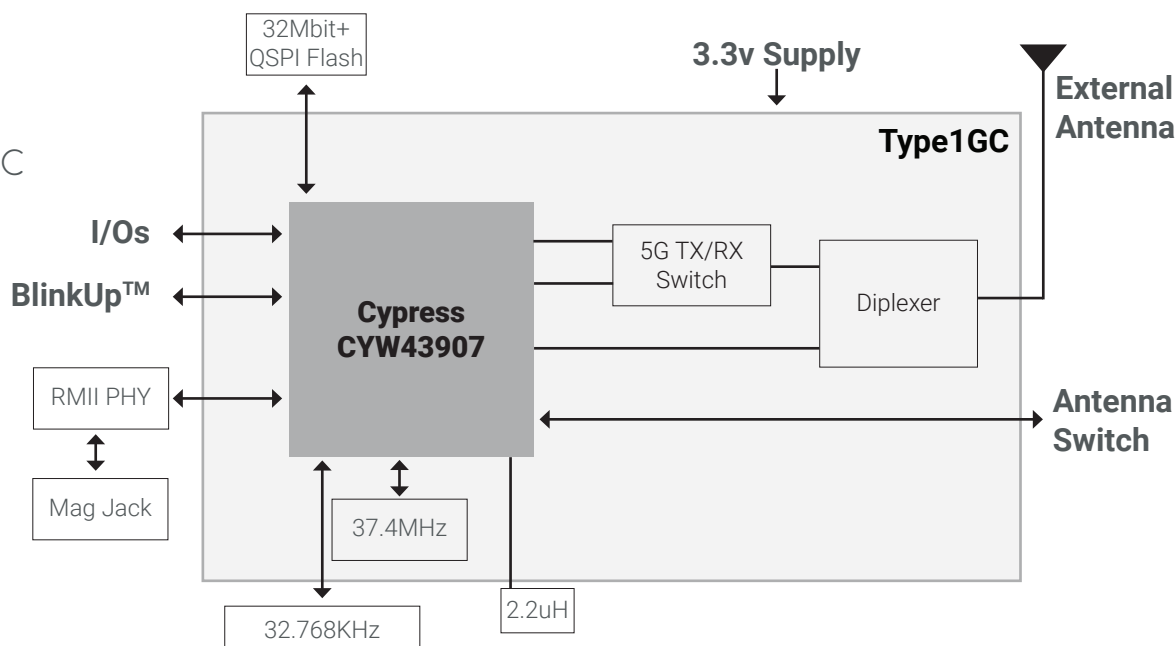 32Mbit+
QSPI Flash
3.3v Supply
External
Antenna
Type1GC
C
I/Os
5G TX/RX
Switch
BlinkUp™
Diplexer
Cypress
CYW43907
RMII PHY
Antenna
Switch
Mag Jack
37.4MHz
2.2uH
32.768KHz